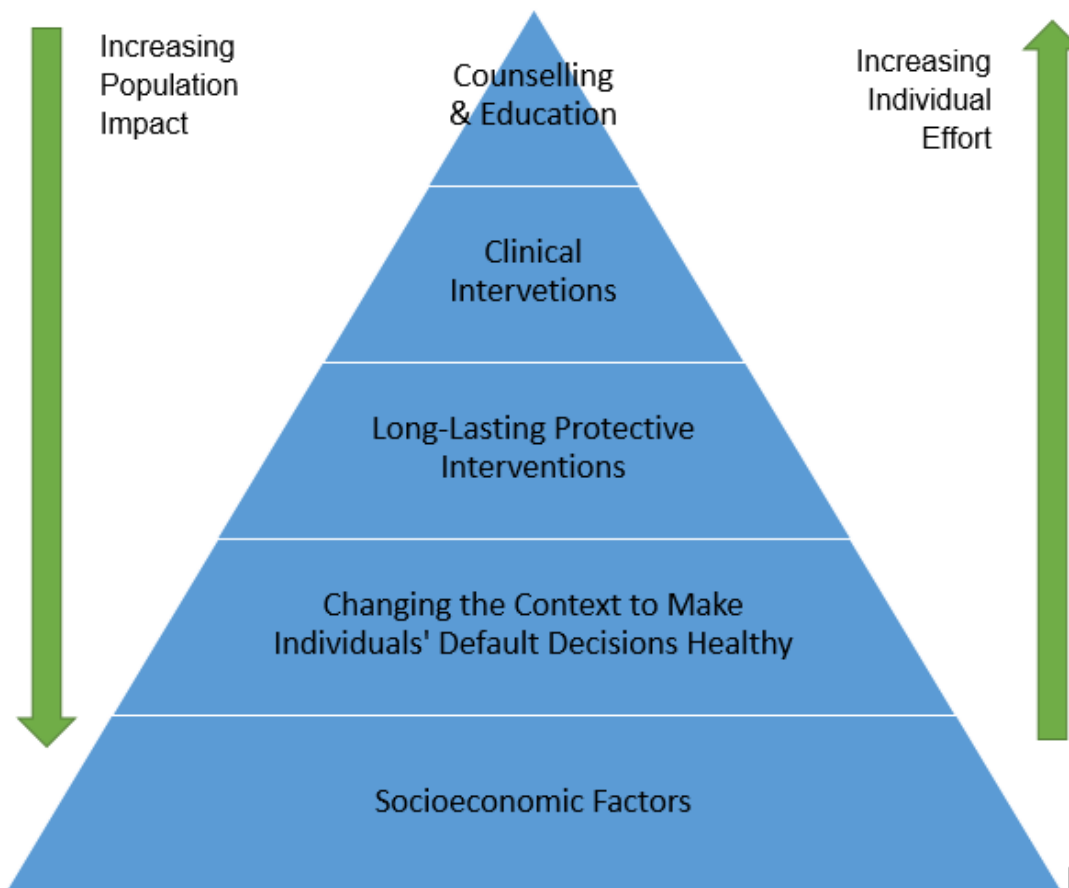 Increasing
Population
Impact
Counselling
& Education
Increasing
Individual
Effort
Clinical
Intervetions
Long-Lasting Protective
Interventions
Changing the Context to Make
Individuals' Default Decisions Healthy
Socioeconomic Factors